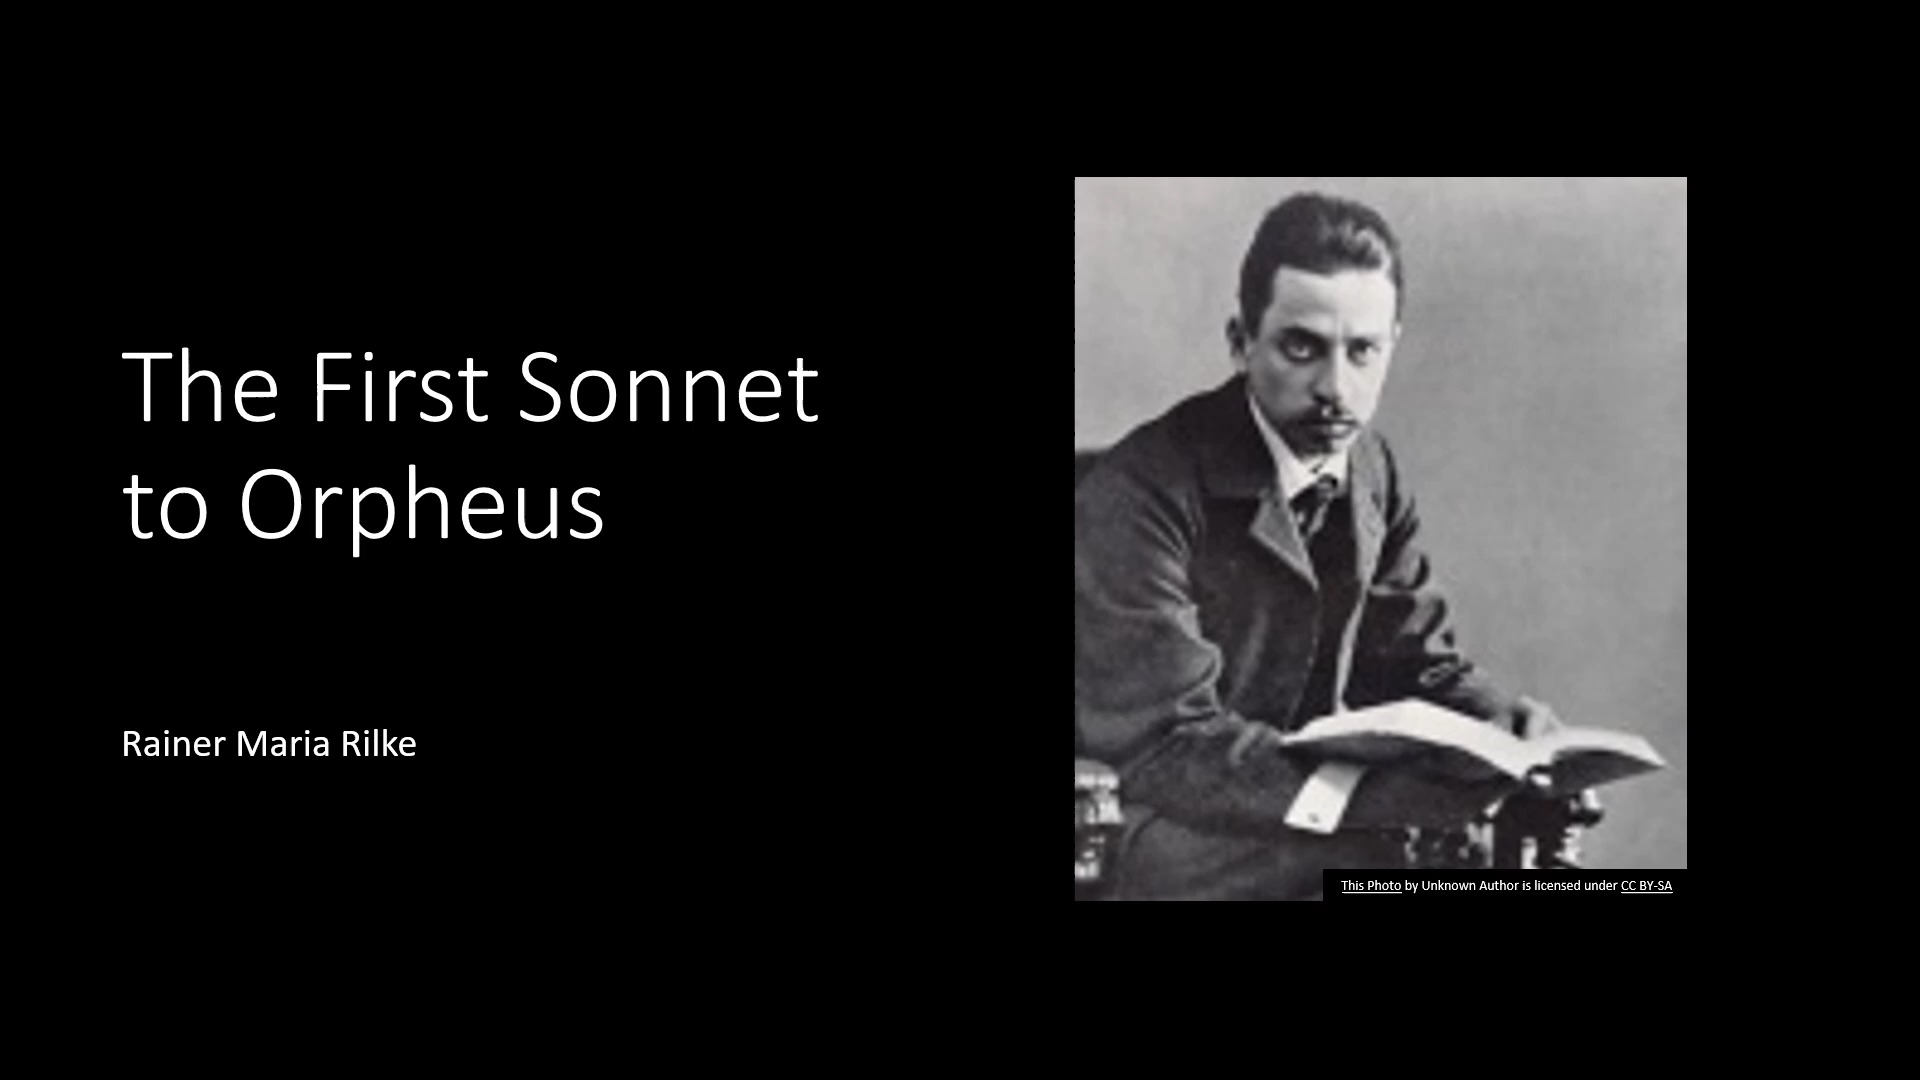 The First Sonnet
to Orpheus
Rainer Maria Rilke
This Photo by Unknown Author is licensed under CC BY-SA